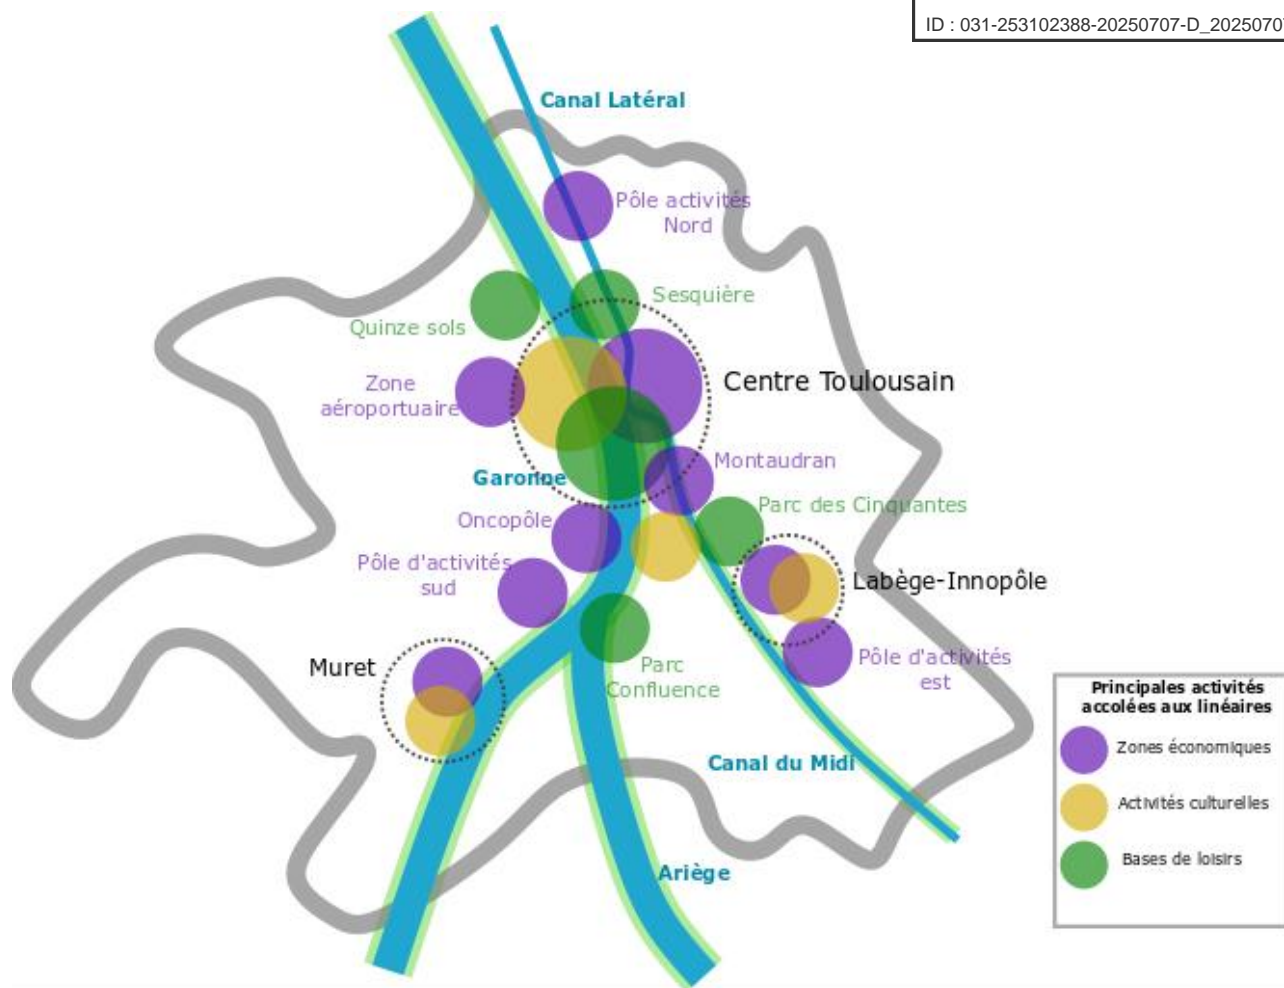 ID : 031-253102388-20250707-D_2025070
Canal Latéral
Pôle activités
Nord
Sesquière
Quinze sols
Zone
aéroportuaire
Centre Toulousain
Montaudran
Garonne
Parc des Cinquantes
Oncopôle
Pôle d'activités
sud
Labège-Innopôle
Muret
Parc
Confluence
Pôle d'activités
est
Canal du Midi
Ariège
Principales activités
accolées aux linéaires
Zones économiques
Activités culturelles
Bases de loisirs